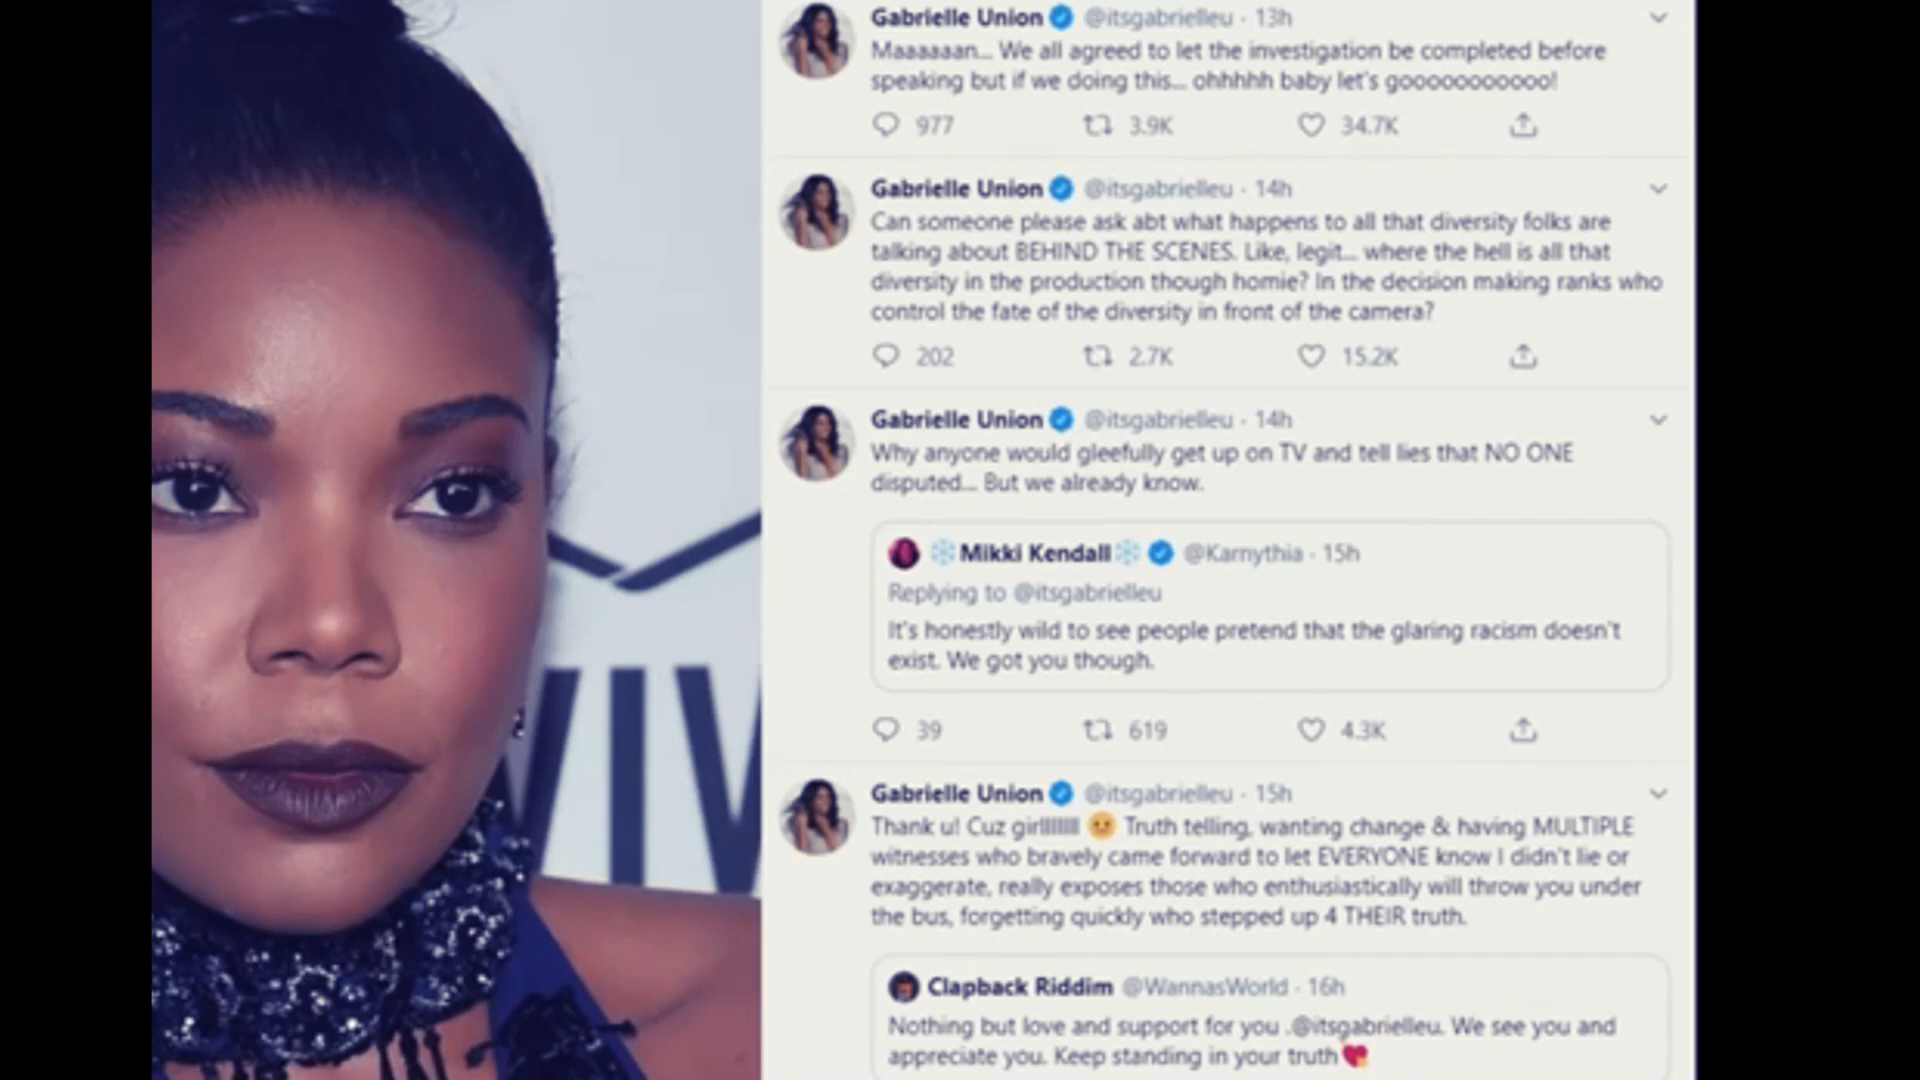 Gabrielle Union @itsgabrielleu · 13h
Maaaaaan... We all agreed to let the investigation be completed before
speaking but if we doing this... ohhhhh baby let's gooooooooooo!
977 3.9K 34.7K
Gabrielle Union @itsgabrielleu · 14h
Can someone please ask abt what happens to all that diversity folks are
talking about BEHIND THE SCENES. Like, legit... where the hell is all that
diversity in the production though homie? In the decision making ranks who
control the fate of the diversity in front of the camera?
202 2.7K 15.2K
Gabrielle Union @itsgabrielleu · 14h
Why anyone would gleefully get up on TV and tell lies that NO ONE
disputed... But we already know.
❄️Mikki Kendall❄️ @Karnythia · 15h
Replying to @itsgabrielleu
It's honestly wild to see people pretend that the glaring racism doesn't
exist. We got you though.
39 619 4.3K
Gabrielle Union @itsgabrielleu · 15h
Thank u! Cuz girllllllll 😕 Truth telling, wanting change & having MULTIPLE
witnesses who bravely came forward to let EVERYONE know I didn't lie or
exaggerate, really exposes those who enthusiastically will throw you under
the bus, forgetting quickly who stepped up 4 THEIR truth.
Clapback Riddim @WannasWorld · 16h
Nothing but love and support for you .@itsgabrielleu. We see you and
appreciate you. Keep standing in your truth💖